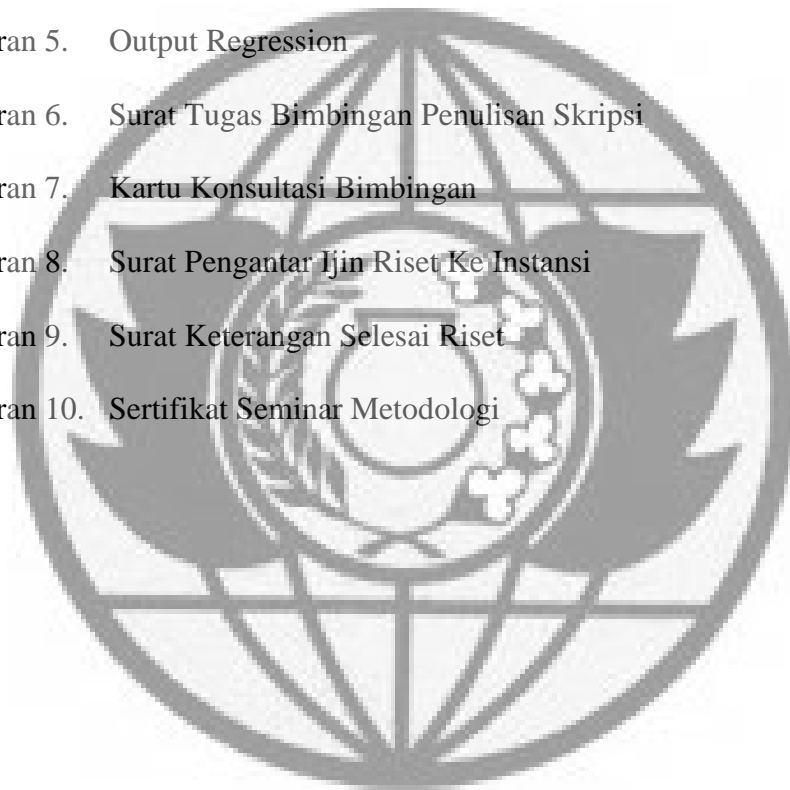 ran 5. Output Regression
ran 6. Surat Tugas Bimbingan Penulisan Skripsi
ran 7. Kartu Konsultasi Bimbingan
ran 8. Surat Pengantar Ijin Riset Ke Instansi
ran 9. Surat Keterangan Selesai Riset
ran 10. Sertifikat Seminar Metodologi